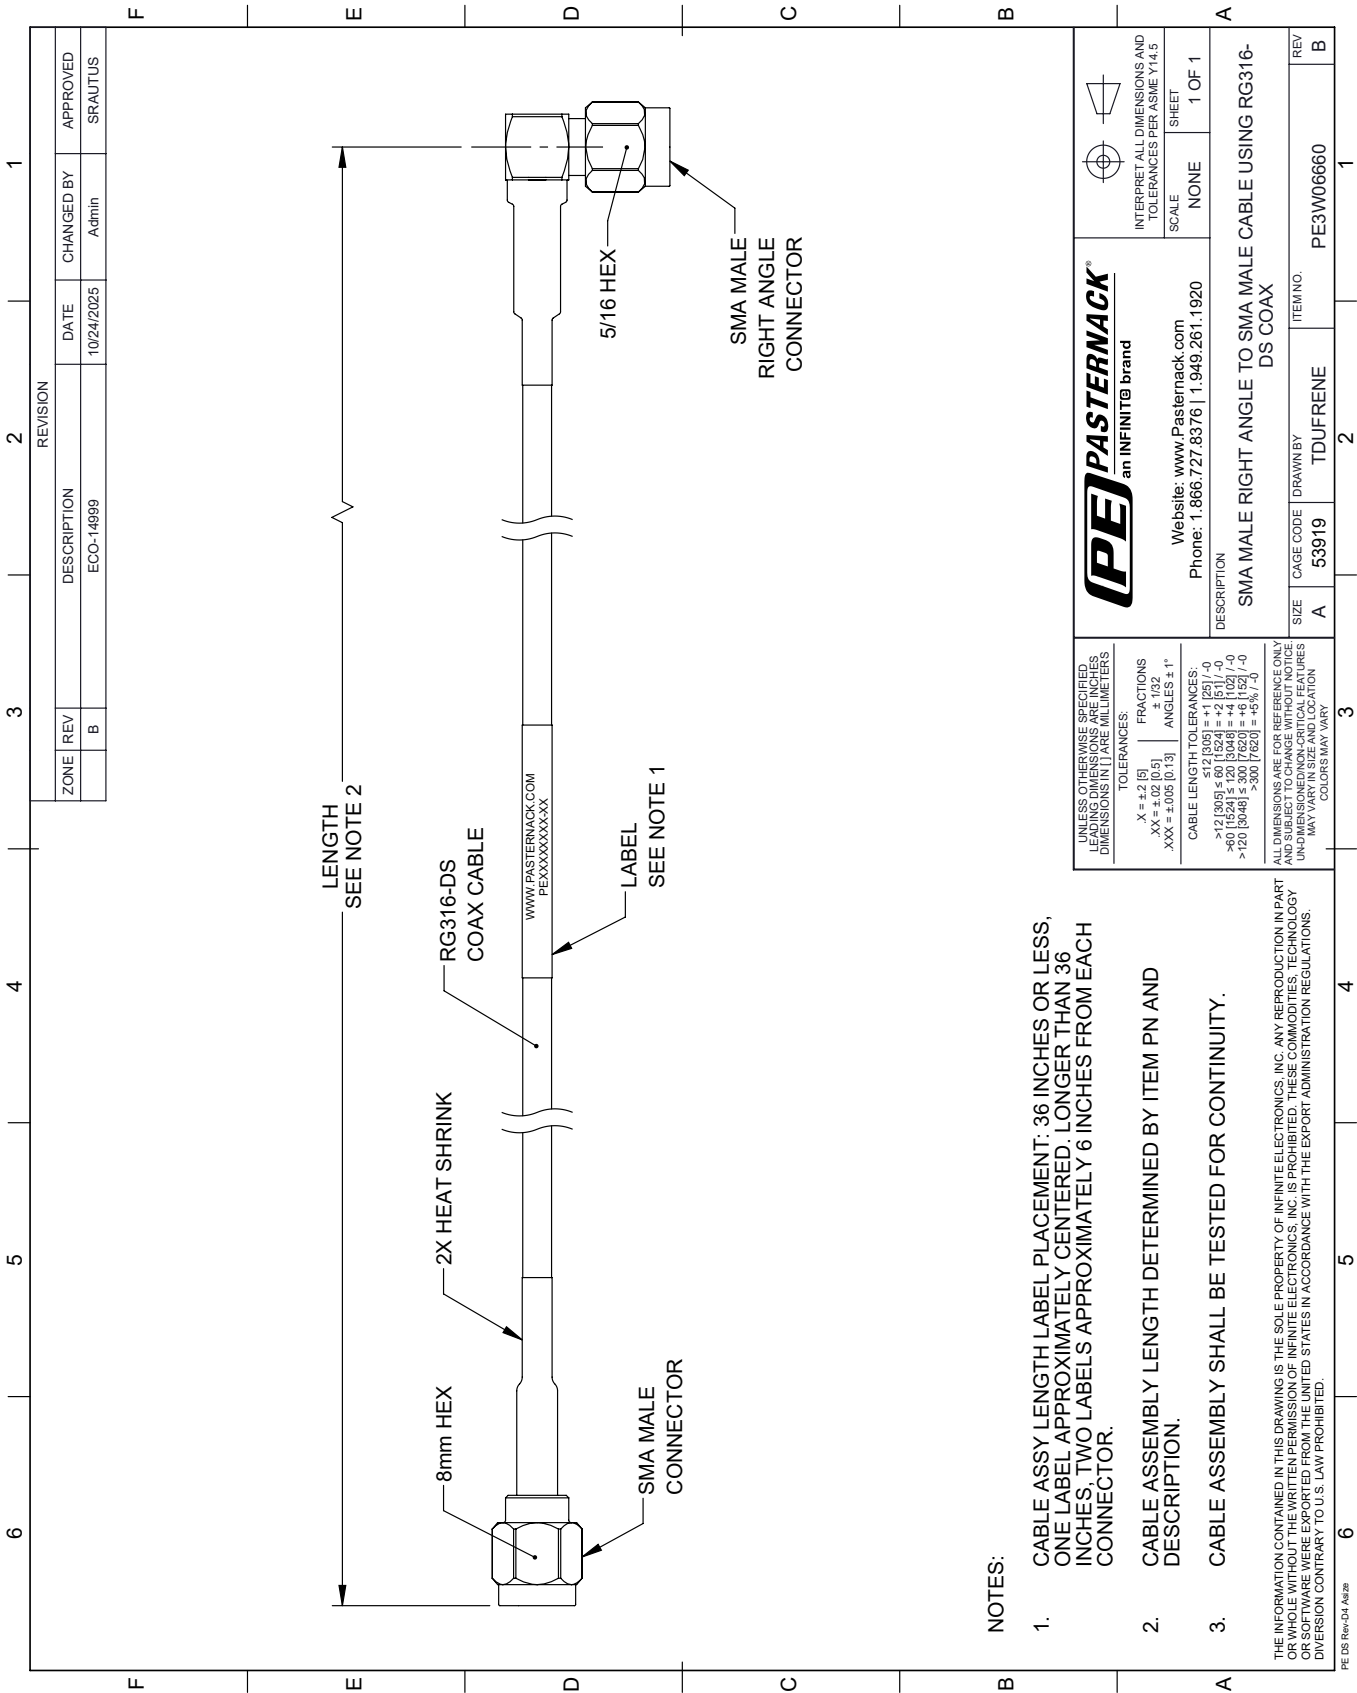 6
5
4
3
2
1
F
E
D
C
B
A
REVISION
ZONE REV DESCRIPTION DATE CHANGED BY APPROVED
B ECO-14999 10/24/2025 Admin SRAUTUS
LENGTH
SEE NOTE 2
8mm HEX
2X HEAT SHRINK
RG316-DS
COAX CABLE
WWW.PASTERNACK.COM
PEXXXXXXXX-XX
LABEL
SEE NOTE 1
SMA MALE
CONNECTOR
5/16 HEX
SMA MALE
RIGHT ANGLE
CONNECTOR
NOTES:
1. CABLE ASSY LENGTH LABEL PLACEMENT: 36 INCHES OR LESS,
ONE LABEL APPROXIMATELY CENTERED. LONGER THAN 36
INCHES, TWO LABELS APPROXIMATELY 6 INCHES FROM EACH
CONNECTOR.
2. CABLE ASSEMBLY LENGTH DETERMINED BY ITEM PN AND
DESCRIPTION.
3. CABLE ASSEMBLY SHALL BE TESTED FOR CONTINUITY.
THE INFORMATION CONTAINED IN THIS DRAWING IS THE SOLE PROPERTY OF INFINITE ELECTRONICS, INC. ANY REPRODUCTION IN PART
OR WHOLE WITHOUT THE WRITTEN PERMISSION OF INFINITE ELECTRONICS, INC. IS PROHIBITED. THESE COMMODITIES, TECHNOLOGY
OR SOFTWARE WERE EXPORTED FROM THE UNITED STATES IN ACCORDANCE WITH THE EXPORT ADMINISTRATION REGULATIONS.
DIVERSION CONTRARY TO U.S. LAW PROHIBITED.
UNLESS OTHERWISE SPECIFIED
LEADING DIMENSIONS ARE INCHES
DIMENSIONS IN [ ] ARE MILLIMETERS
TOLERANCES:
.X = ±.2 [5] FRACTIONS
.XX = ±.02 [0.5] ± 1/32
.XXX = ±.005 [0.13] ANGLES ± 1°
CABLE LENGTH TOLERANCES:
≤12 [305] = +1 [25] / -0
>12 [305] ≤ 60 [1524] = +2 [51] / -0
>60 [1524] ≤ 120 [3048] = +4 [102] / -0
>120 [3048] ≤ 300 [7620] = +6 [152] / -0
>300 [7620] = +5% / -0
ALL DIMENSIONS ARE FOR REFERENCE ONLY
AND SUBJECT TO CHANGE WITHOUT NOTICE.
UN-DIMENSIONED/NON-CRITICAL FEATURES
MAY VARY IN SIZE AND LOCATION
COLORS MAY VARY
PE PASTERNACK®
an INFINIT@ brand
Website: www.Pasternack.com
Phone: 1.866.727.8376 | 1.949.261.1920
INTERPRET ALL DIMENSIONS AND
TOLERANCES PER ASME Y14.5
SCALE SHEET
NONE 1 OF 1
DESCRIPTION
SMA MALE RIGHT ANGLE TO SMA MALE CABLE USING RG316-
DS COAX
SIZE CAGE CODE DRAWN BY ITEM NO. REV
A 53919 TDUFRENE PE3W06660 B
F
E
D
C
B
A
PE DS Rev-D4 Asize
6
5
4
3
2
1